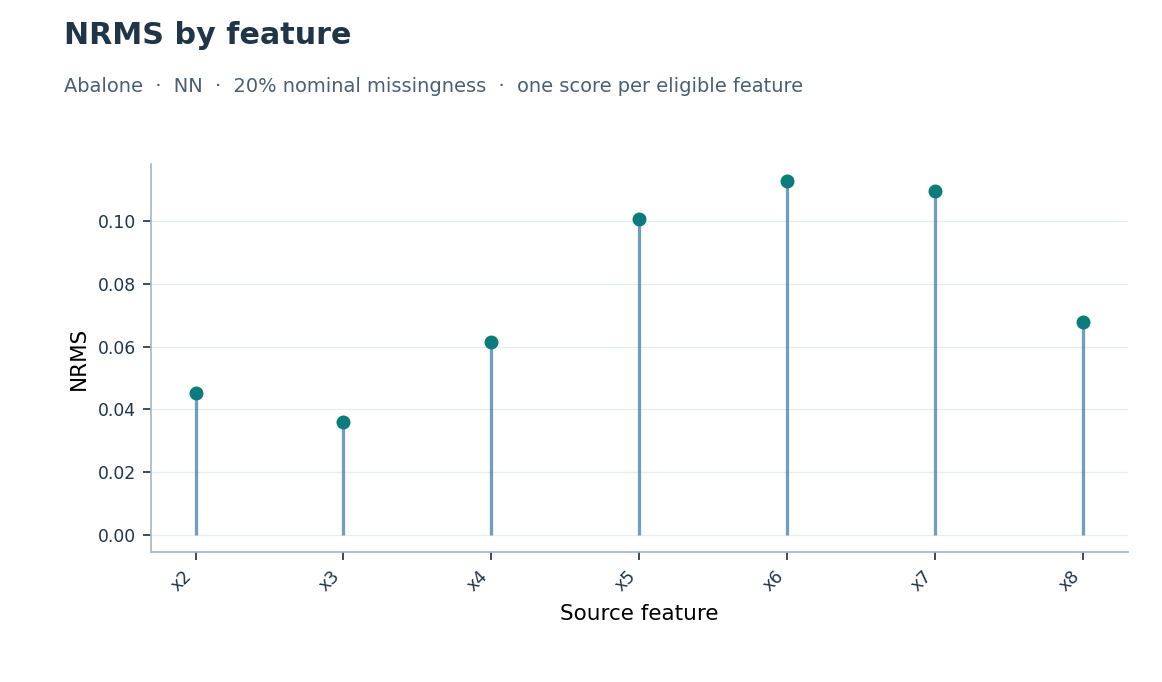 NRMS by feature
Abalone · NN · 20% nominal missingness · one score per eligible feature
NRMS
0.10
0.08
0.06
0.04
0.02
0.00
x2 x3 x4 x5 x6 x7 x8
Source feature